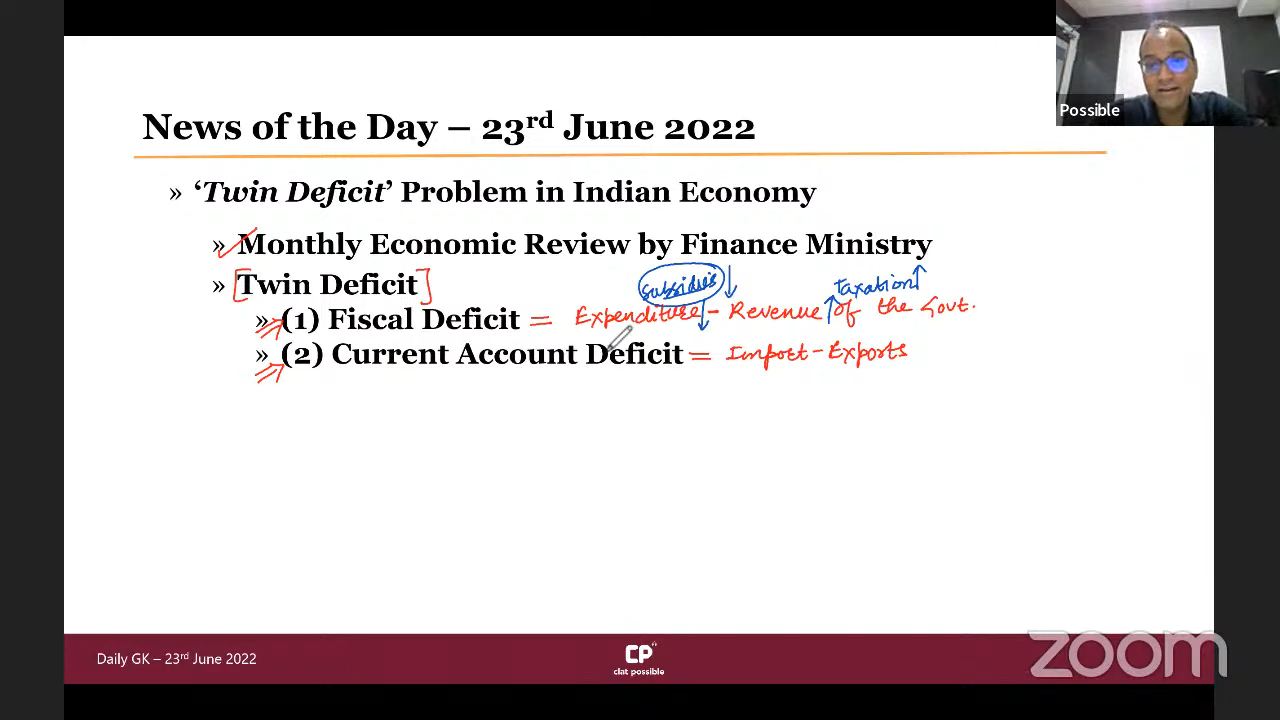 Possible
News of the Day – 23rd June 2022
» ‘Twin Deficit’ Problem in Indian Economy
» Monthly Economic Review by Finance Ministry
» [Twin Deficit]
subsidies ↓ taxation ↑
» (1) Fiscal Deficit = Expenditure ↓ - Revenue ↑ of the Govt.
» (2) Current Account Deficit = Import - Exports
Daily GK – 23rd June 2022
CP
clat possible
zoom